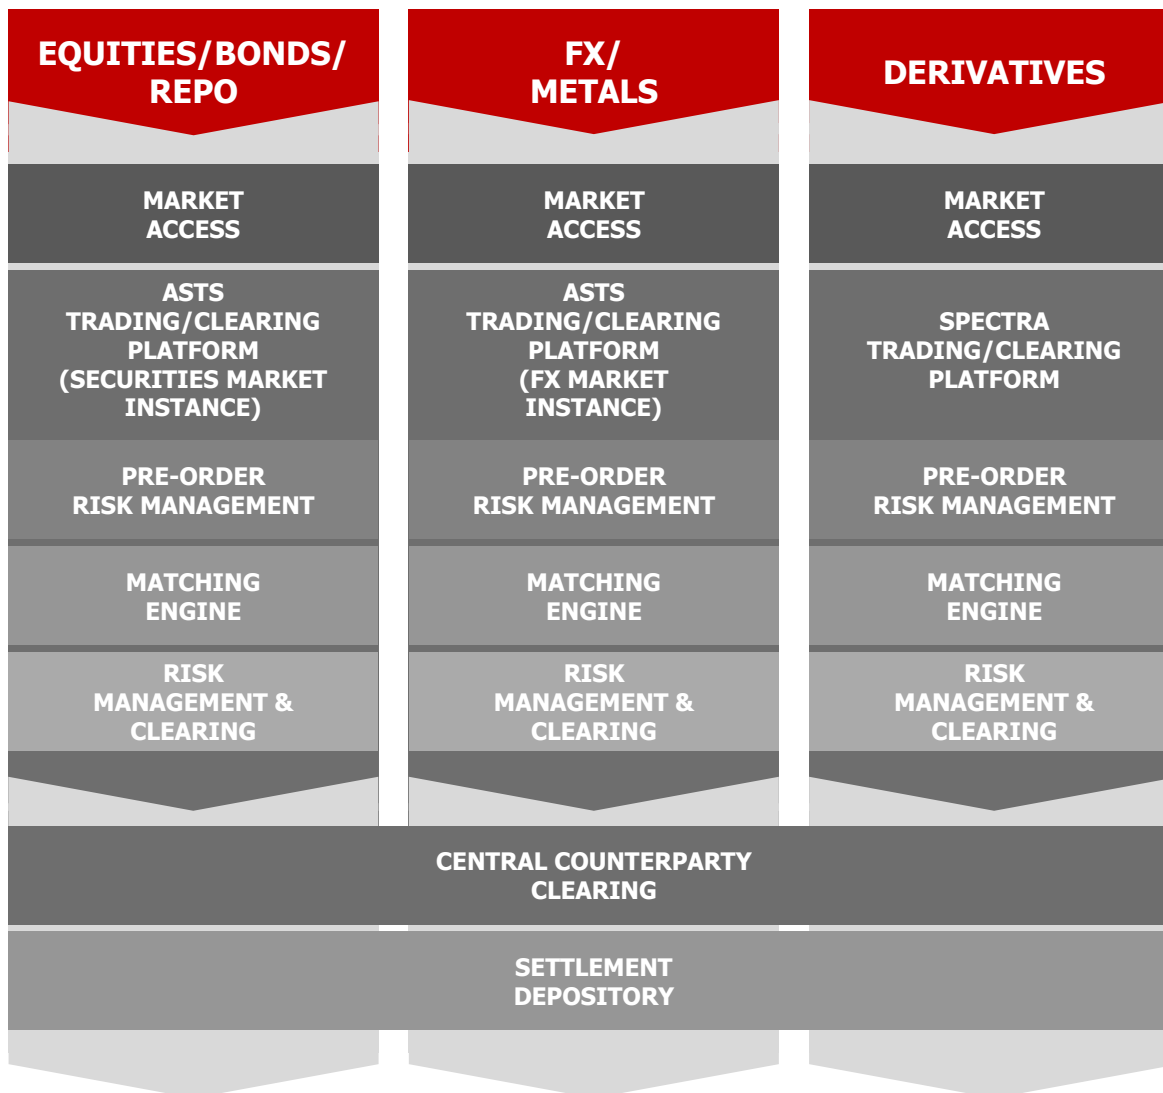 EQUITIES/BONDS/
REPO
FX/
METALS
DERIVATIVES
MARKET
ACCESS
MARKET
ACCESS
MARKET
ACCESS
ASTS
TRADING/CLEARING
PLATFORM
(SECURITIES MARKET
INSTANCE)
ASTS
TRADING/CLEARING
PLATFORM
(FX MARKET
INSTANCE)
SPECTRA
TRADING/CLEARING
PLATFORM
PRE-ORDER
RISK MANAGEMENT
PRE-ORDER
RISK MANAGEMENT
PRE-ORDER
RISK MANAGEMENT
MATCHING
ENGINE
MATCHING
ENGINE
MATCHING
ENGINE
RISK
MANAGEMENT &
CLEARING
RISK
MANAGEMENT &
CLEARING
RISK
MANAGEMENT &
CLEARING
CENTRAL COUNTERPARTY
CLEARING
SETTLEMENT
DEPOSITORY